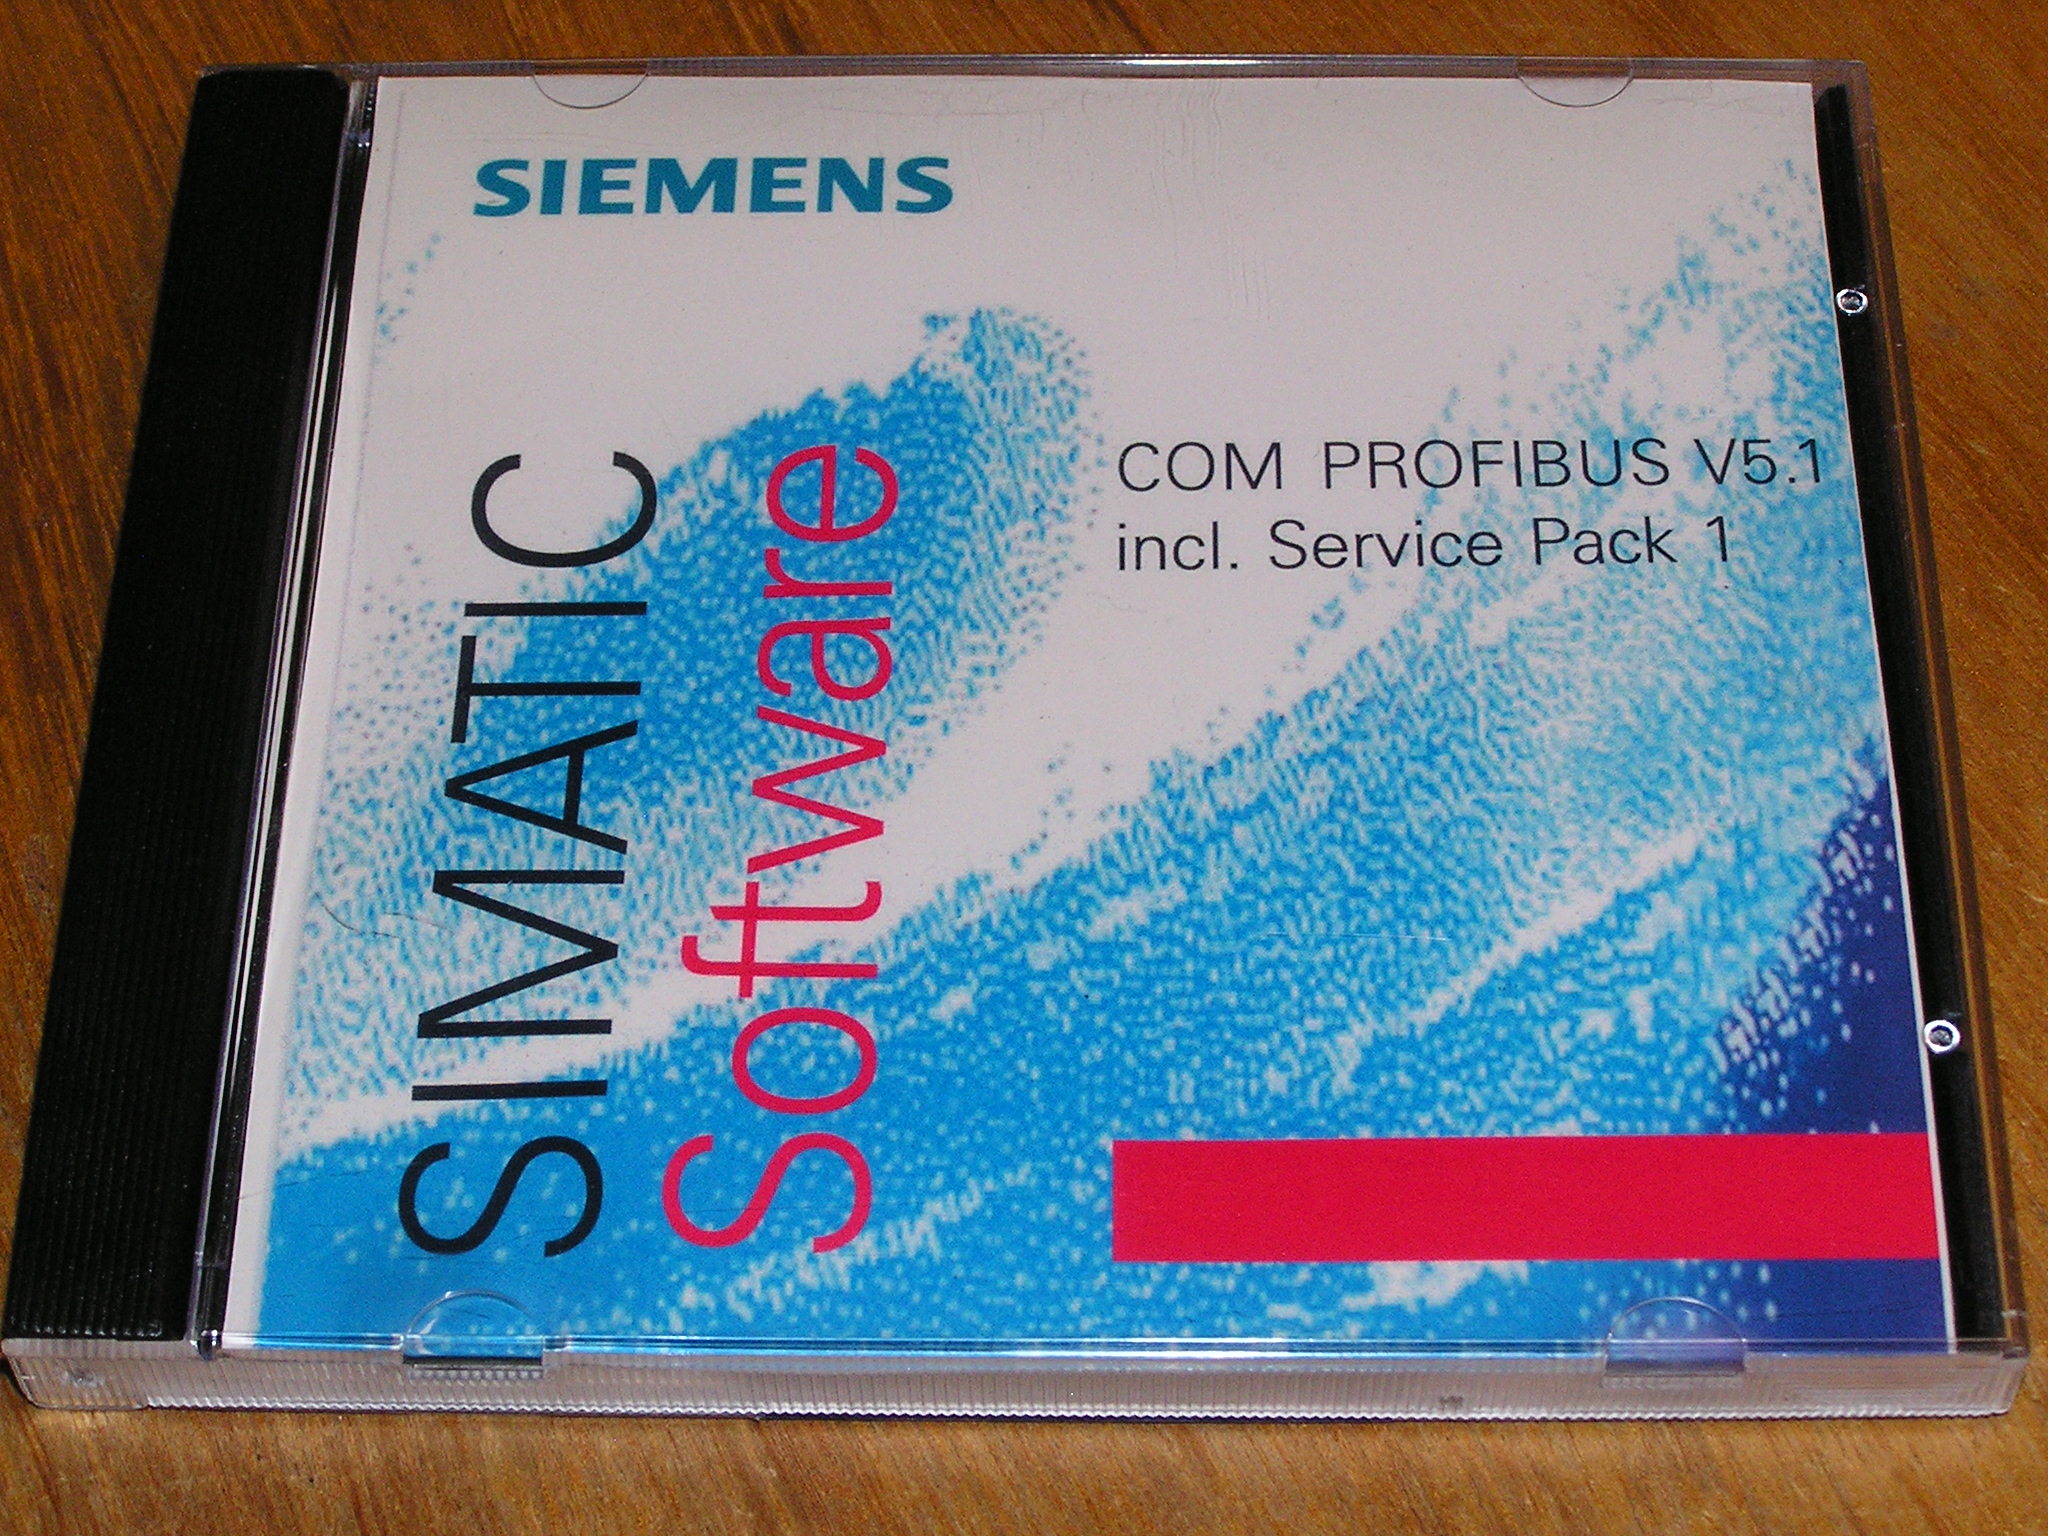 SIEMENS
SIMATIC
Software
COM PROFIBUS V5.1
incl. Service Pack 1